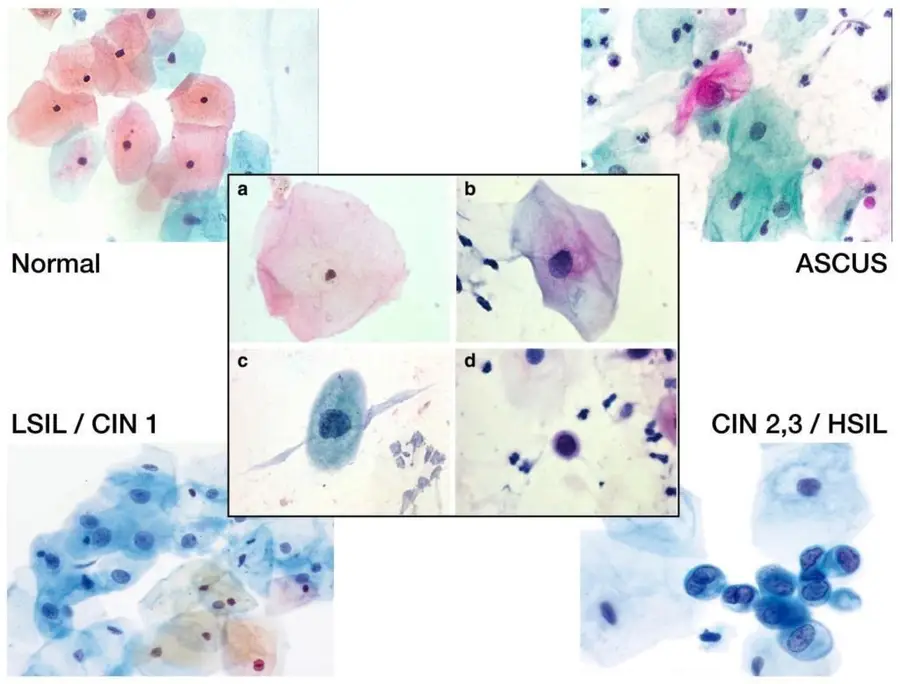 Normal
ASCUS
a
b
c
d
LSIL / CIN 1
CIN 2,3 / HSIL